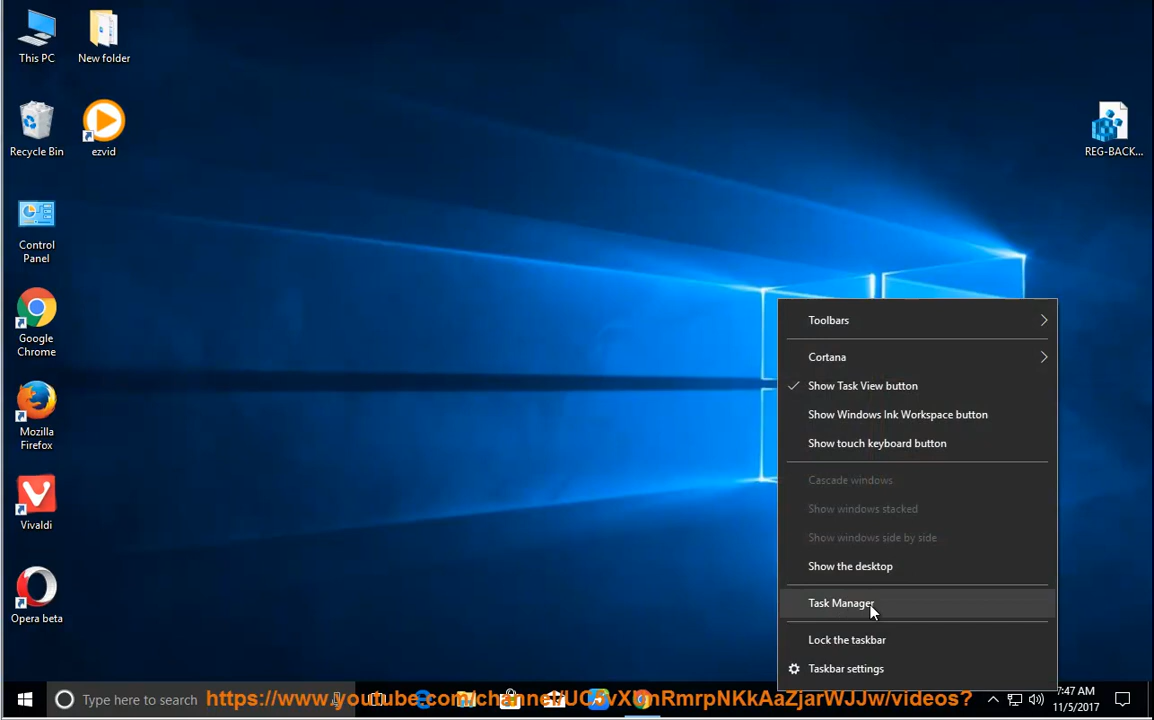 This PC
New folder
Recycle Bin
ezvid
REG-BACK...
Control
Panel
Google
Chrome
Mozilla
Firefox
Vivaldi
Opera beta
Toolbars
Cortana
Show Task View button
Show Windows Ink Workspace button
Show touch keyboard button
Cascade windows
Show windows stacked
Show windows side by side
Show the desktop
Task Manager
Lock the taskbar
Taskbar settings
Type here to search
7:47 AM
11/5/2017